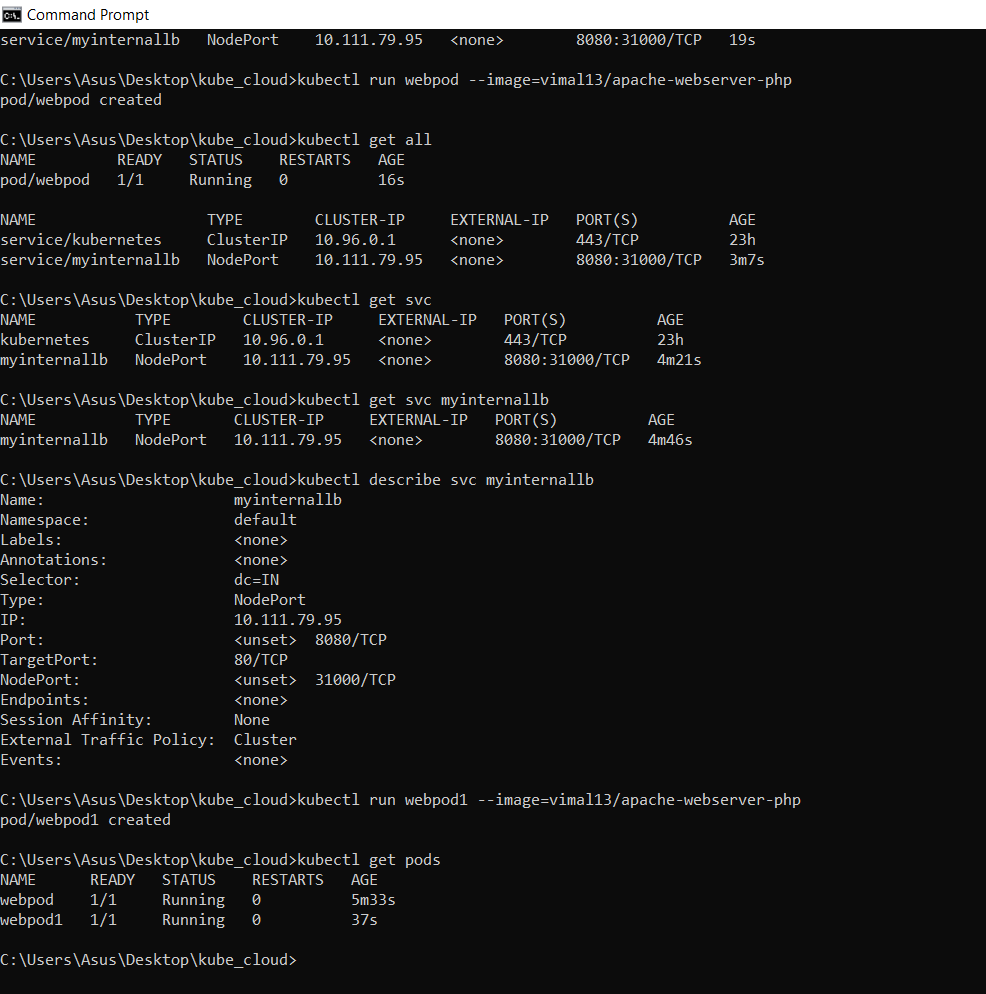 Command Prompt
service/myinternallb   NodePort    10.111.79.95   <none>        8080:31000/TCP   19s
C:\Users\Asus\Desktop\kube_cloud>kubectl run webpod --image=vimal13/apache-webserver-php
pod/webpod created
C:\Users\Asus\Desktop\kube_cloud>kubectl get all
NAME         READY   STATUS    RESTARTS   AGE
pod/webpod   1/1     Running   0          16s
NAME                   TYPE        CLUSTER-IP     EXTERNAL-IP   PORT(S)          AGE
service/kubernetes     ClusterIP   10.96.0.1      <none>        443/TCP          23h
service/myinternallb   NodePort    10.111.79.95   <none>        8080:31000/TCP   3m7s
C:\Users\Asus\Desktop\kube_cloud>kubectl get svc
NAME           TYPE        CLUSTER-IP     EXTERNAL-IP   PORT(S)          AGE
kubernetes     ClusterIP   10.96.0.1      <none>        443/TCP          23h
myinternallb   NodePort    10.111.79.95   <none>        8080:31000/TCP   4m21s
C:\Users\Asus\Desktop\kube_cloud>kubectl get svc myinternallb
NAME           TYPE       CLUSTER-IP     EXTERNAL-IP   PORT(S)          AGE
myinternallb   NodePort   10.111.79.95   <none>        8080:31000/TCP   4m46s
C:\Users\Asus\Desktop\kube_cloud>kubectl describe svc myinternallb
Name:                     myinternallb
Namespace:                default
Labels:                   <none>
Annotations:              <none>
Selector:                 dc=IN
Type:                     NodePort
IP:                       10.111.79.95
Port:                     <unset>  8080/TCP
TargetPort:               80/TCP
NodePort:                 <unset>  31000/TCP
Endpoints:                <none>
Session Affinity:         None
External Traffic Policy:  Cluster
Events:                   <none>
C:\Users\Asus\Desktop\kube_cloud>kubectl run webpod1 --image=vimal13/apache-webserver-php
pod/webpod1 created
C:\Users\Asus\Desktop\kube_cloud>kubectl get pods
NAME      READY   STATUS    RESTARTS   AGE
webpod    1/1     Running   0          5m33s
webpod1   1/1     Running   0          37s
C:\Users\Asus\Desktop\kube_cloud>